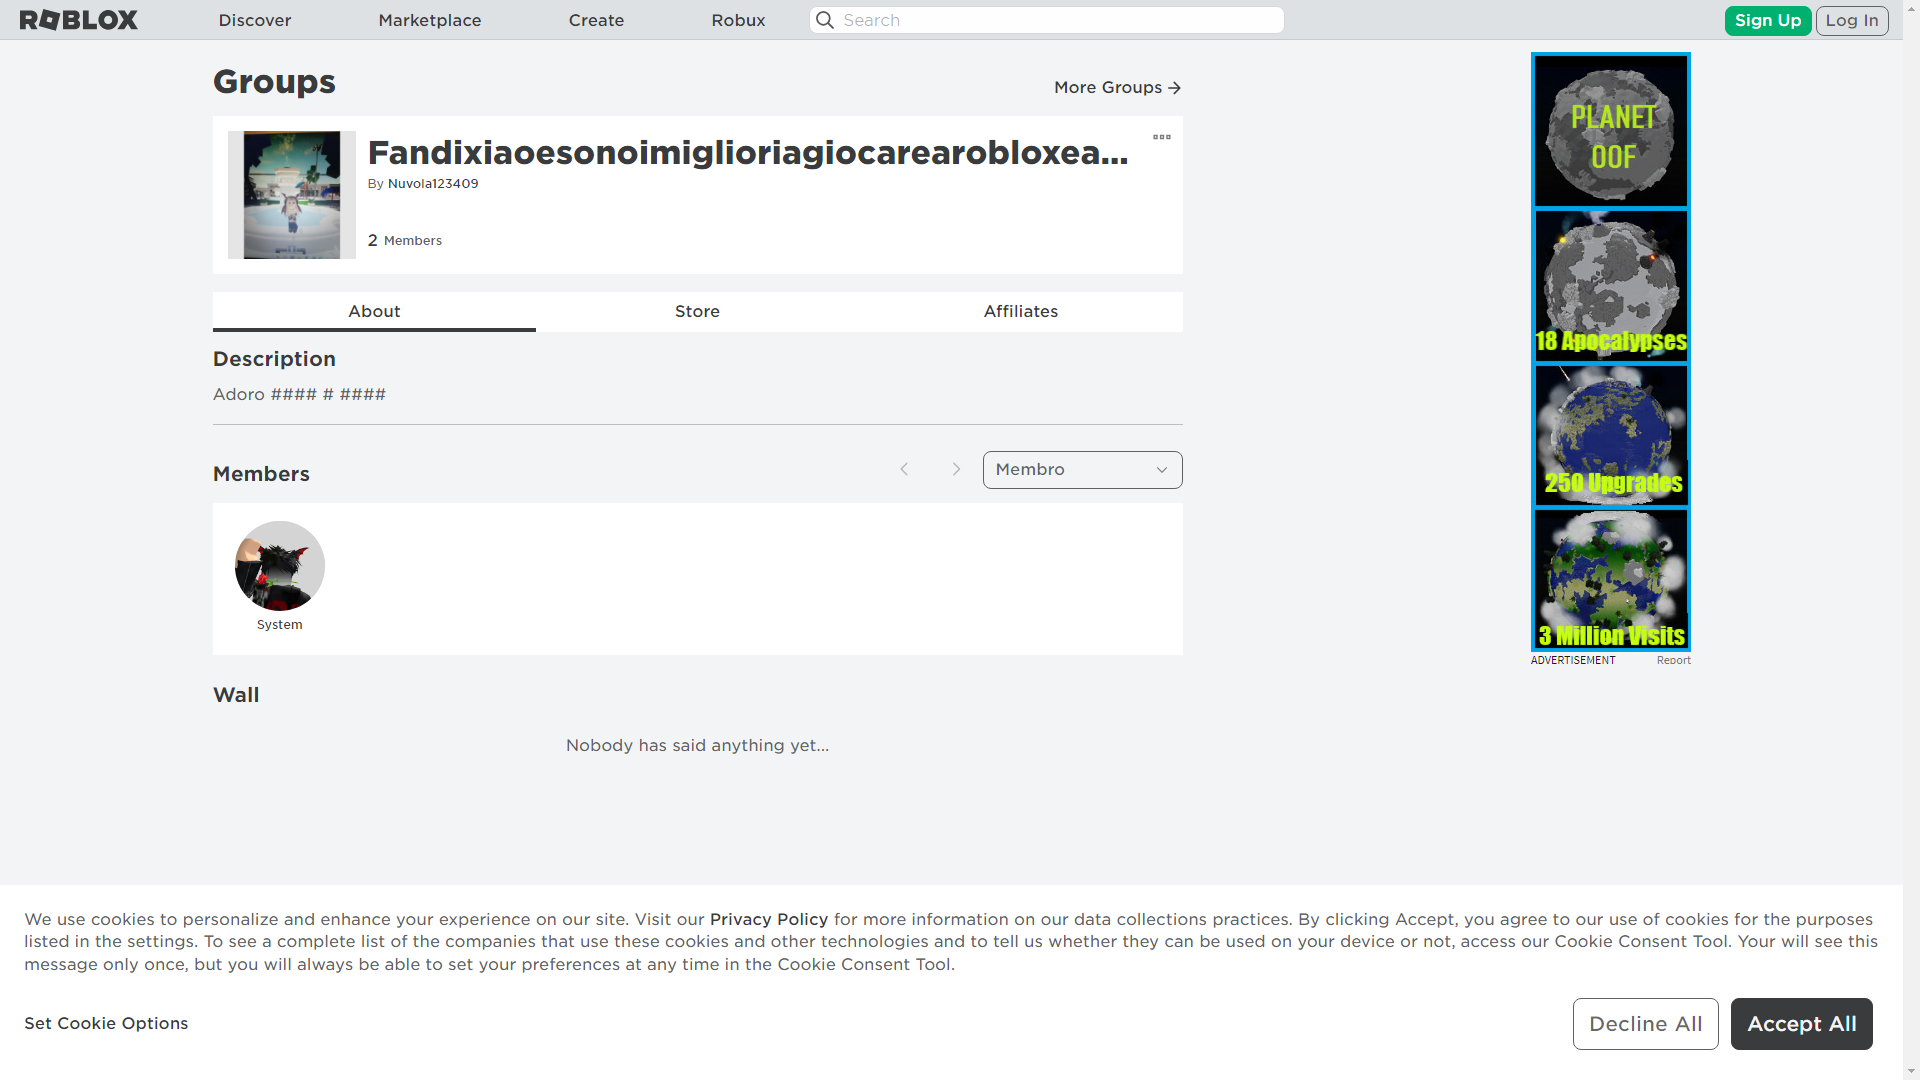 ROBLOX
Discover
Marketplace
Create
Robux
Search
Sign Up
Log In
Groups
More Groups
Fandixiaoesonoimiglioriagiocarearobloxea...
By Nuvola123409
2 Members
About
Store
Affiliates
Description
Adoro #### # ####
Members
Membro
System
Wall
Nobody has said anything yet...
PLANET
OOF
18 Apocalypses
250 Upgrades
3 Million Visits
ADVERTISEMENT
Report
We use cookies to personalize and enhance your experience on our site. Visit our Privacy Policy for more information on our data collections practices. By clicking Accept, you agree to our use of cookies for the purposes
listed in the settings. To see a complete list of the companies that use these cookies and other technologies and to tell us whether they can be used on your device or not, access our Cookie Consent Tool. Your will see this
message only once, but you will always be able to set your preferences at any time in the Cookie Consent Tool.
Set Cookie Options
Decline All
Accept All